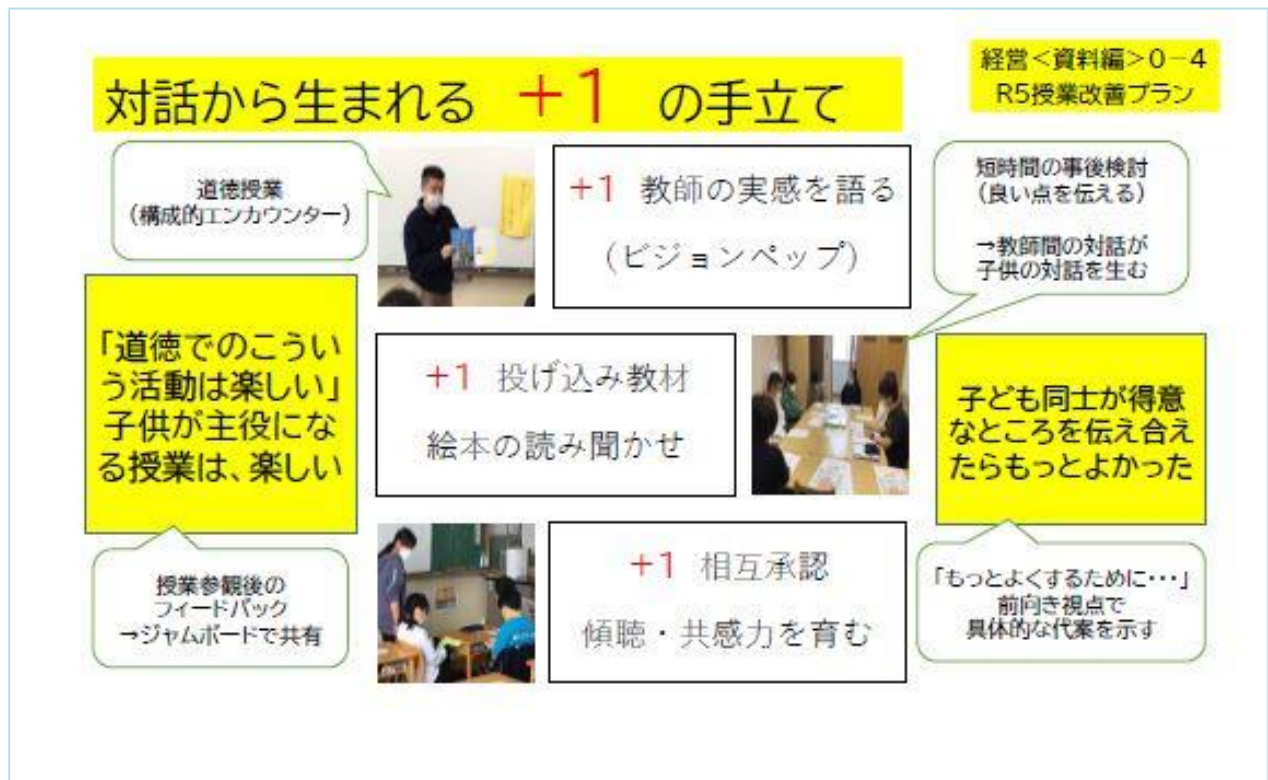 対話から生まれる +1 の手立て
経営<資料編>0-4
R5授業改善プラン
道徳授業
(構成的エンカウンター)
+1 教師の実感を語る
(ビジョンペップ)
短時間の事後検討
(良い点を伝える)
→教師間の対話が
子供の対話を生む
「道徳でのこうい
う活動は楽しい」
子供が主役にな
る授業は、楽しい
+1 投げ込み教材
絵本の読み聞かせ
子ども同士が得意
なところを伝え合え
たらもっとよかった
授業参観後の
フィードバック
→ジャムボードで共有
+1 相互承認
傾聴・共感力を育む
「もっとよくするために・・・」
前向き視点で
具体的な代案を示す